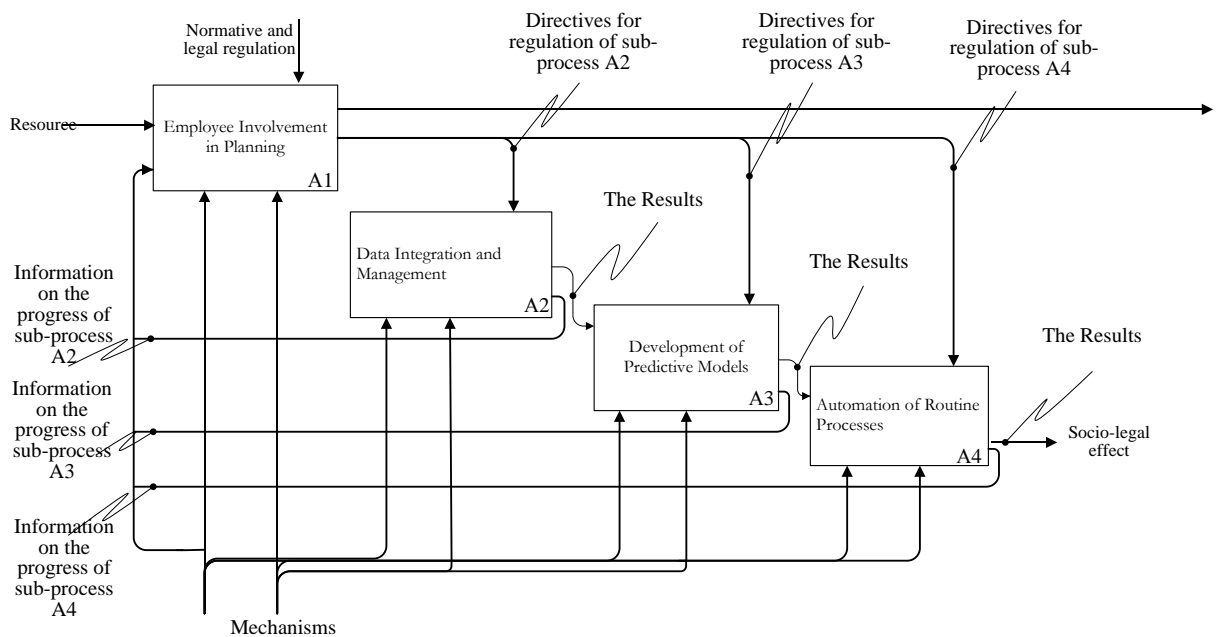 Normative and
legal regulation
Directives for
regulation of sub-
process A2
Directives for
regulation of sub-
process A3
Directives for
regulation of sub-
process A4
Resource
Employee Involvement
in Planning
A1
The Results
Data Integration and
Management
A2
The Results
Information
on the
progress of
sub-process
A2
Development of
Predictive Models
A3
The Results
Information
on the
progress of
sub-process
A3
Automation of Routine
Processes
A4
Socio-legal
effect
Information
on the
progress of
sub-process
A4
Mechanisms